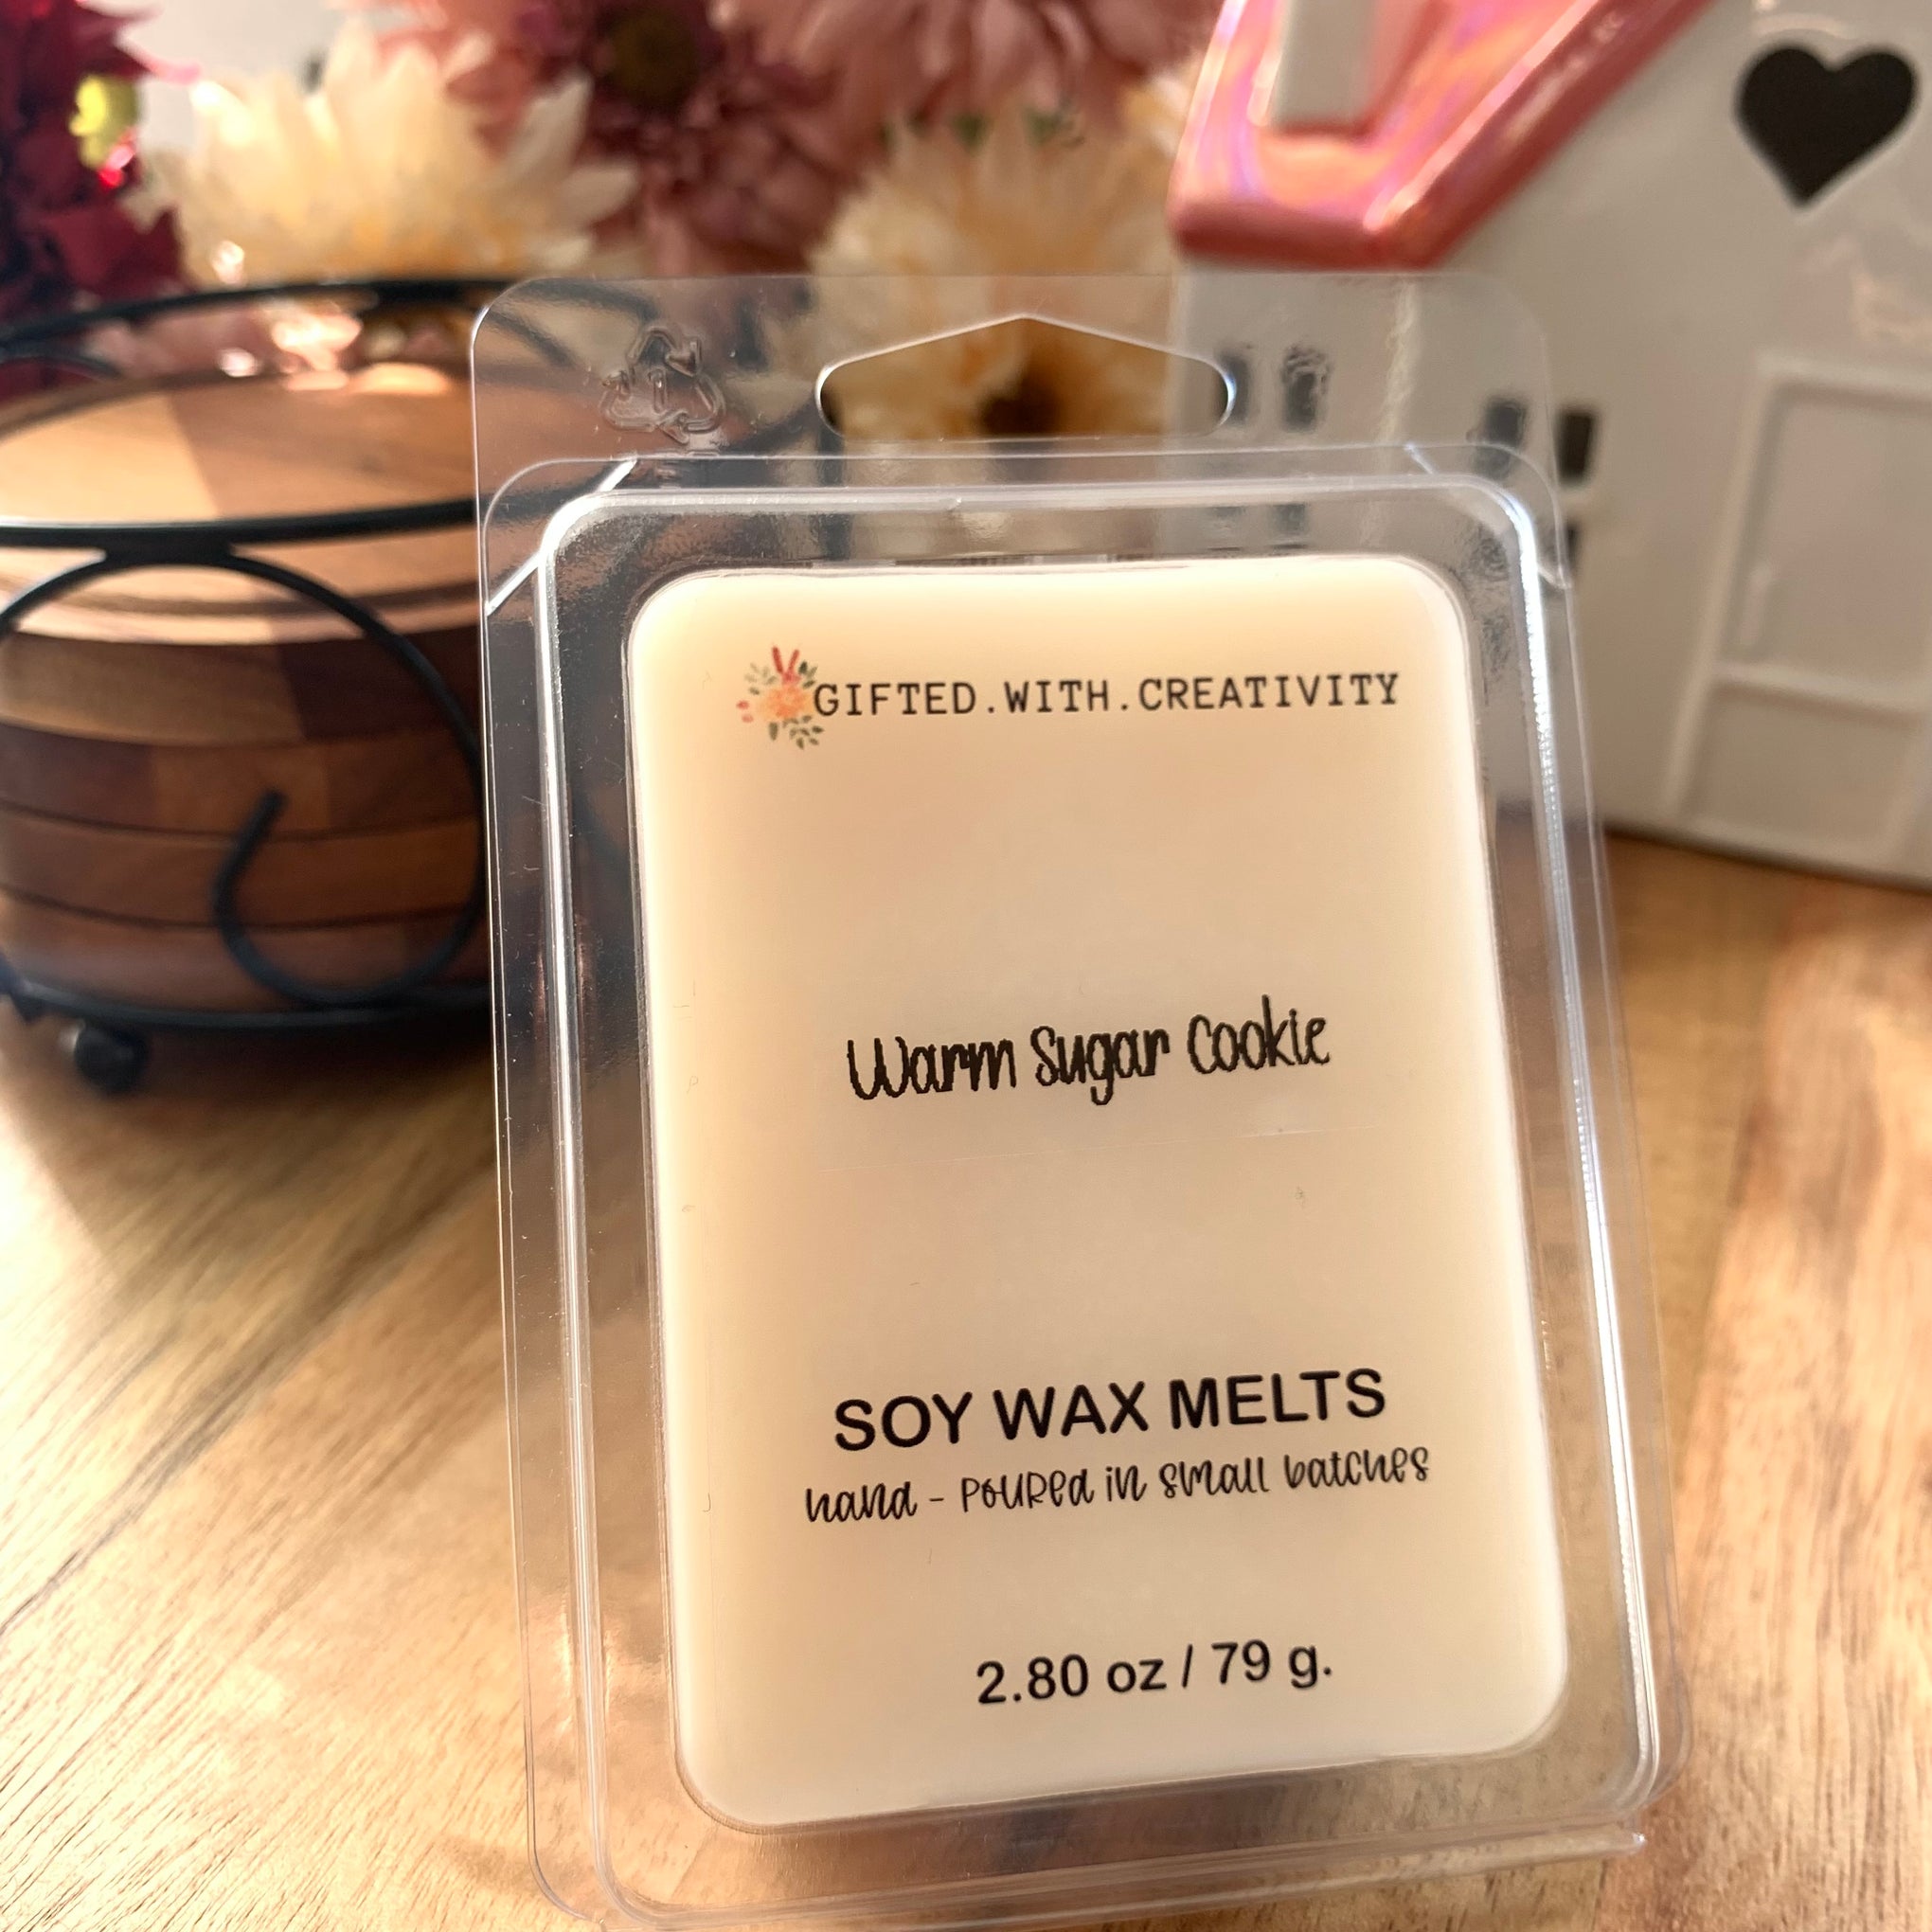 GIFTED.WITH.CREATIVITY
Warm Sugar Cookie
SOY WAX MELTS
hand - poured in small batches
2.80 oz / 79 g.